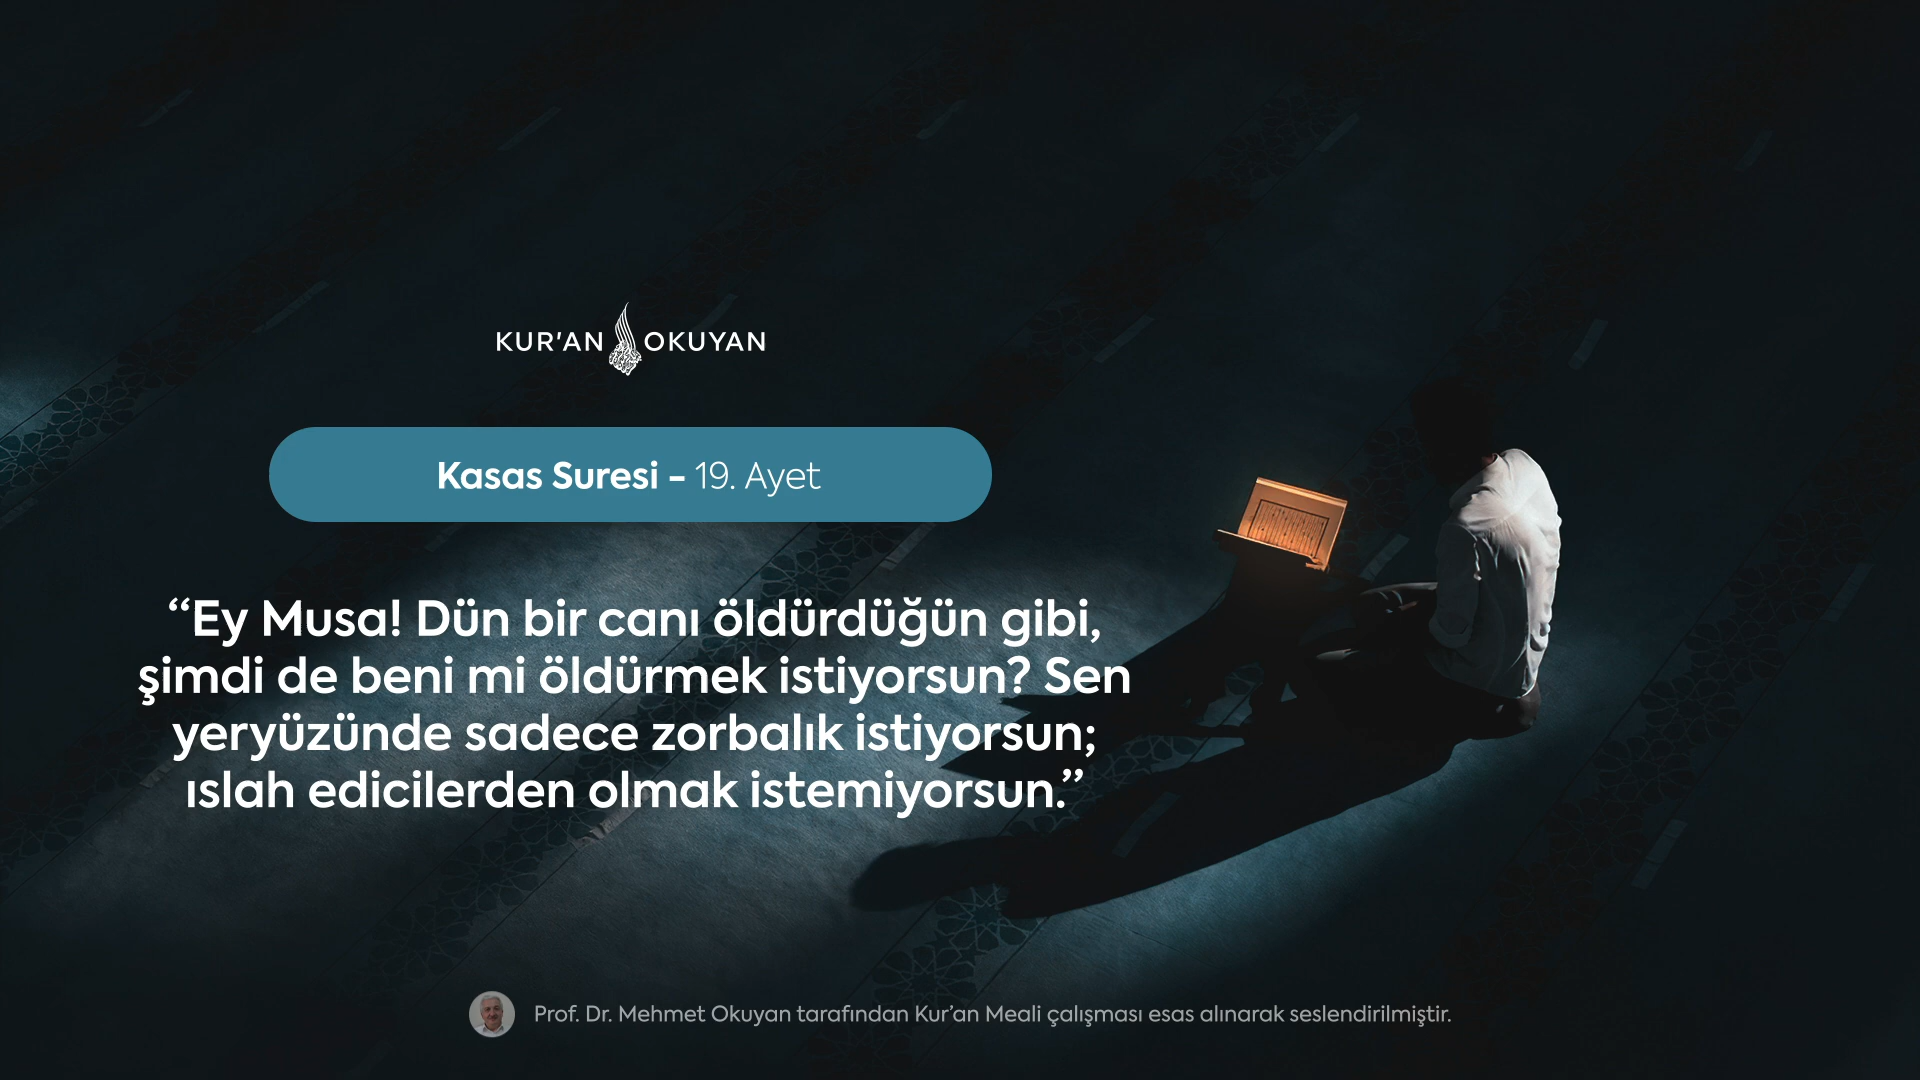 KUR'AN OKUYAN
Kasas Suresi - 19. Ayet
“Ey Musa! Dün bir canı öldürdüğün gibi,
şimdi de beni mi öldürmek istiyorsun? Sen
yeryüzünde sadece zorbalık istiyorsun;
ıslah edicilerden olmak istemiyorsun.”
Prof. Dr. Mehmet Okuyan tarafından Kur’an Meali çalışması esas alınarak seslendirilmiştir.